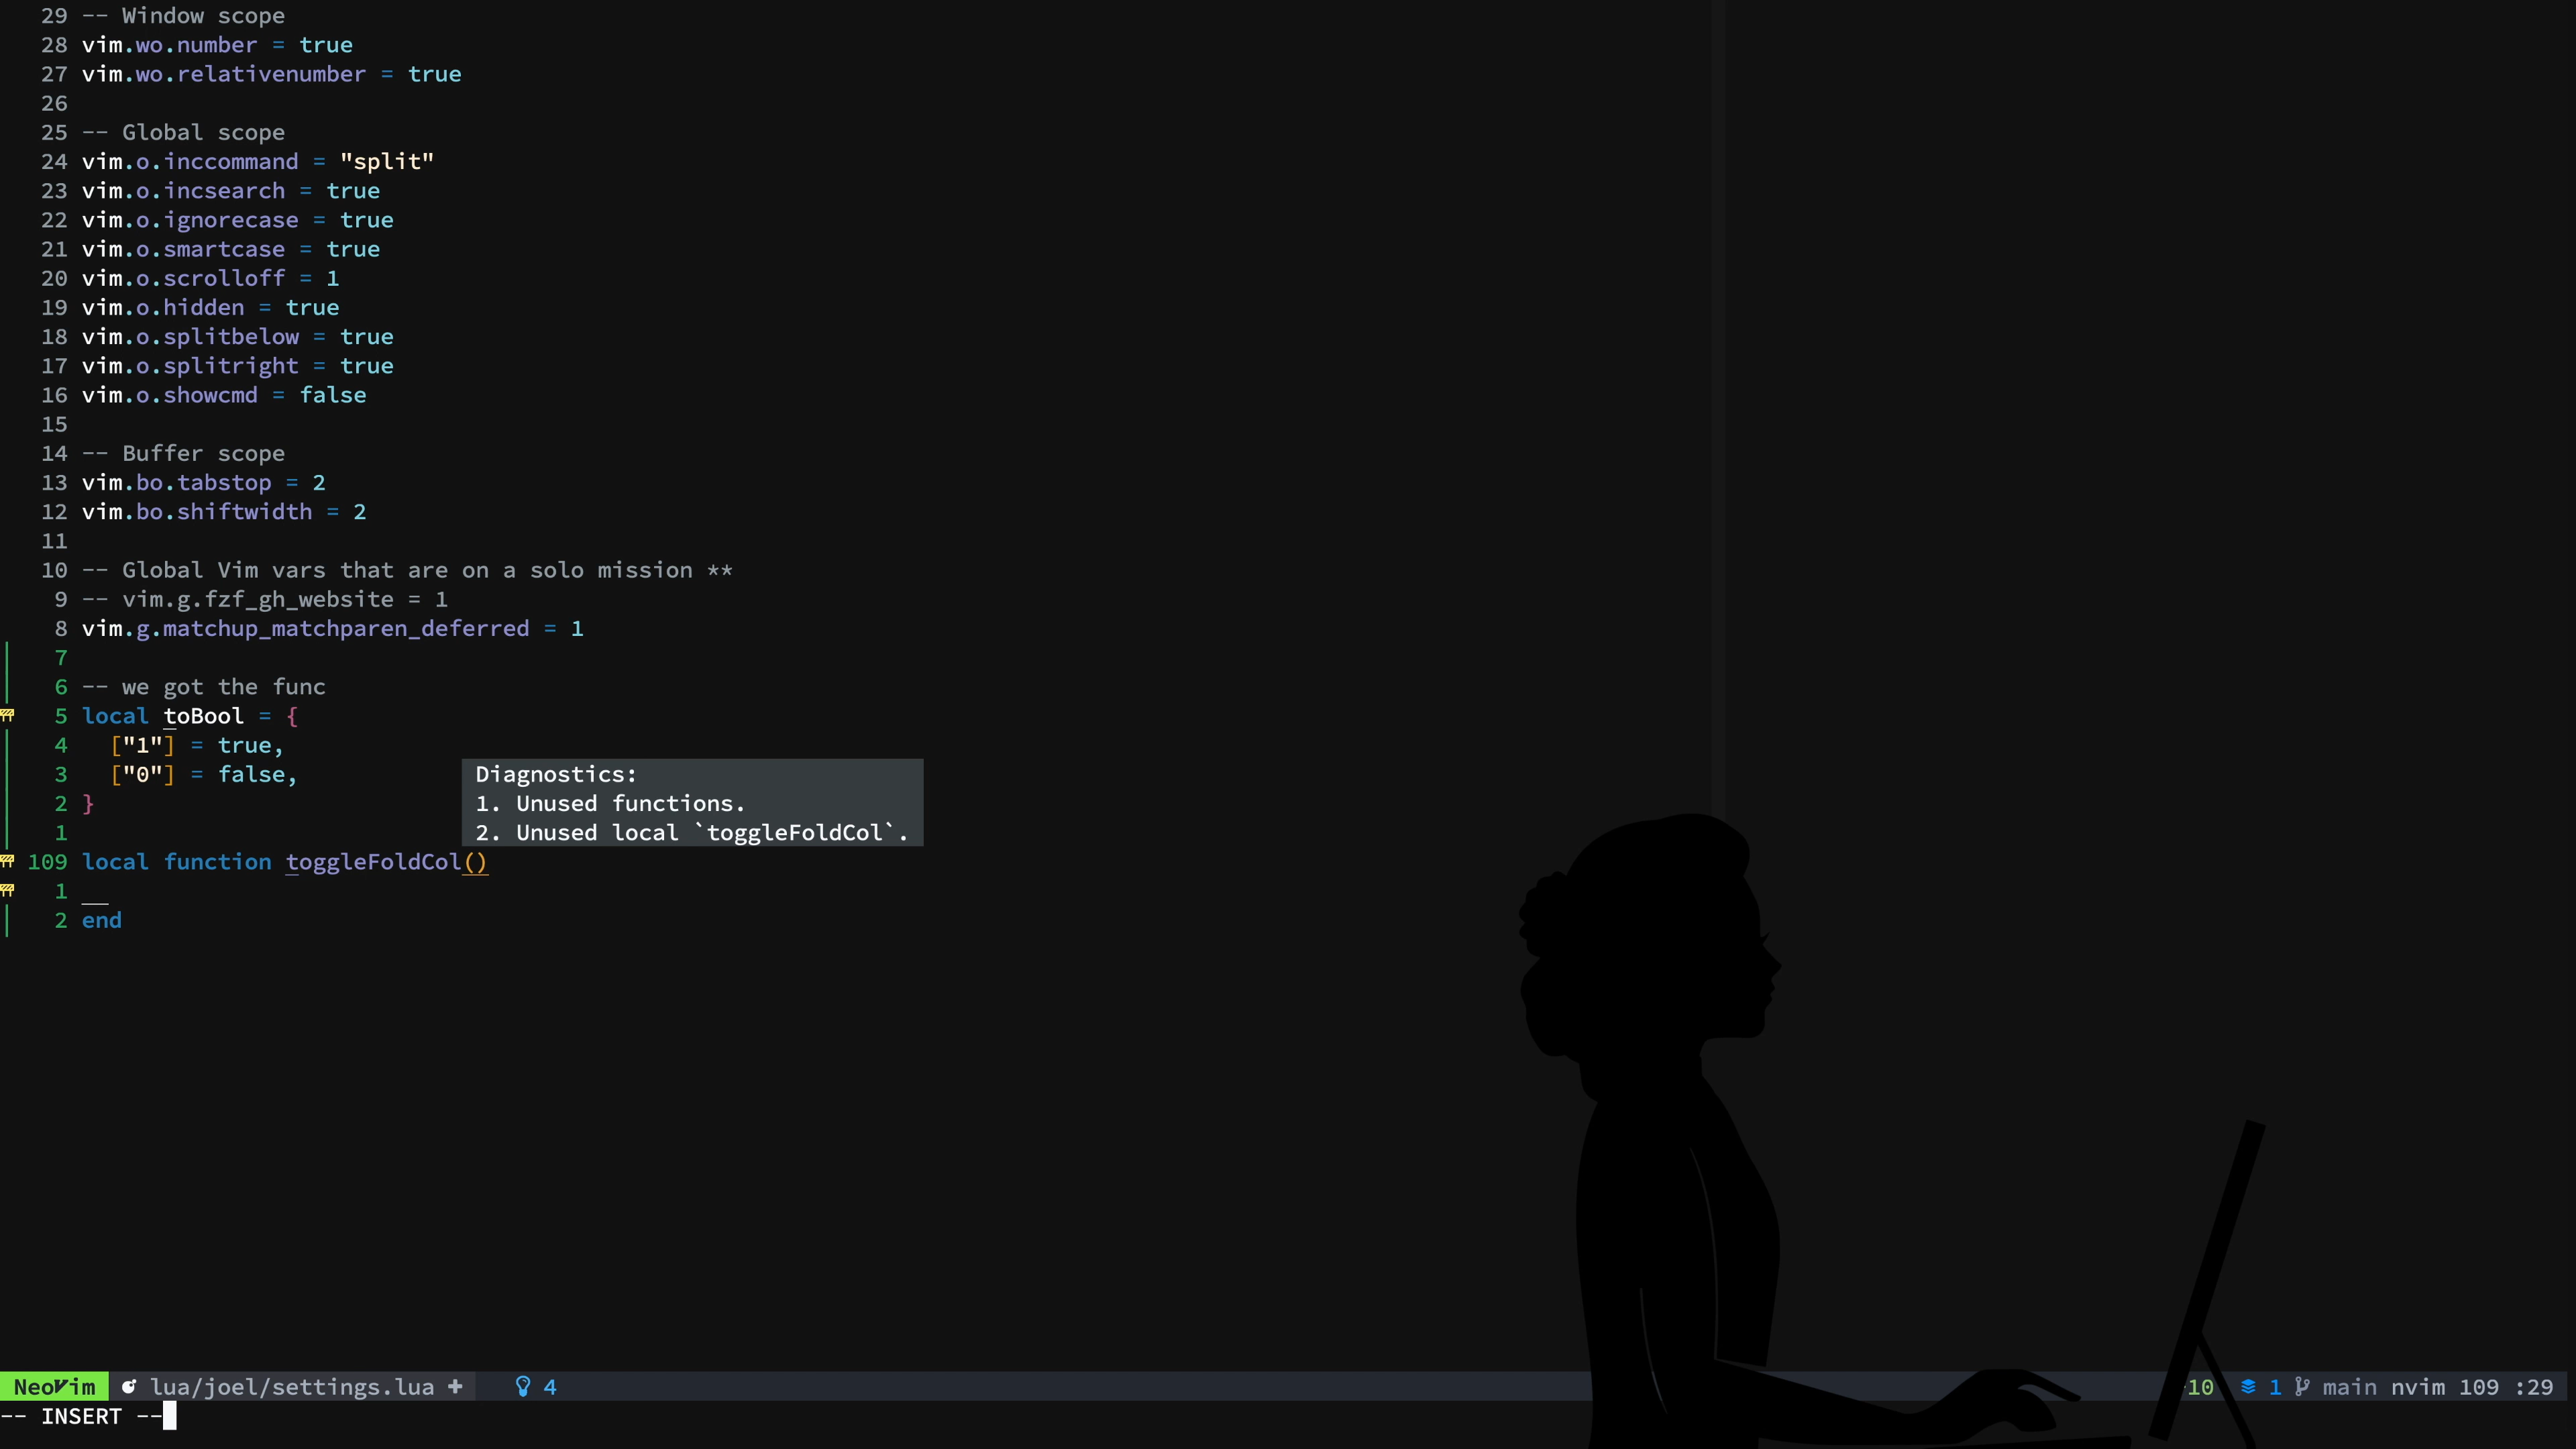 29 -- Window scope
28 vim.wo.number = true
27 vim.wo.relativenumber = true
26
25 -- Global scope
24 vim.o.inccommand = "split"
23 vim.o.incsearch = true
22 vim.o.ignorecase = true
21 vim.o.smartcase = true
20 vim.o.scrolloff = 1
19 vim.o.hidden = true
18 vim.o.splitbelow = true
17 vim.o.splitright = true
16 vim.o.showcmd = false
15
14 -- Buffer scope
13 vim.bo.tabstop = 2
12 vim.bo.shiftwidth = 2
11
10 -- Global Vim vars that are on a solo mission **
9 -- vim.g.fzf_gh_website = 1
8 vim.g.matchup_matchparen_deferred = 1
7
6 -- we got the func
5 local toBool = {
4 ["1"] = true,
3 ["0"] = false,
2 }
1
Diagnostics:
1. Unused functions.
2. Unused local `toggleFoldCol`.
109 local function toggleFoldCol()
1
2 end
NeoVim lua/joel/settings.lua + 4 10 1 main nvim 109 :29
-- INSERT --